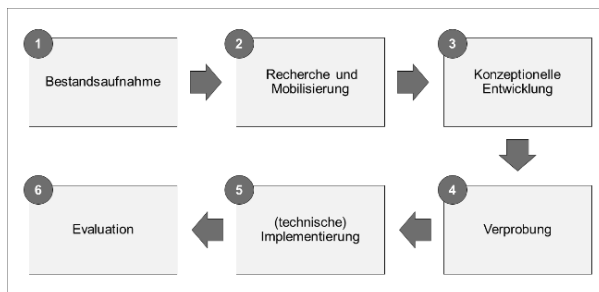 1
Bestandsaufnahme
2
Recherche und
Mobilisierung
3
Konzeptionelle
Entwicklung
4
Verprobung
5
(technische)
Implementierung
6
Evaluation